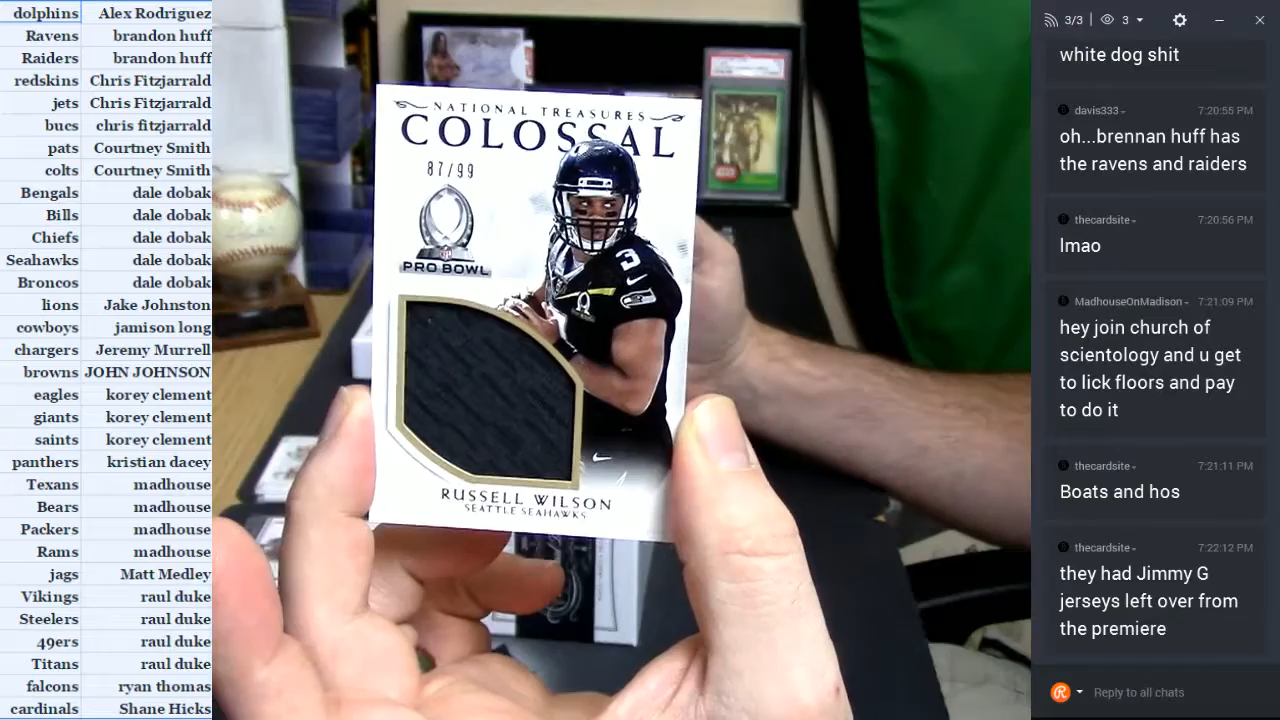 dolphins Alex Rodriguez
Ravens brandon huff
Raiders brandon huff
redskins Chris Fitzjarrald
jets Chris Fitzjarrald
bucs chris fitzjarrald
pats Courtney Smith
colts Courtney Smith
Bengals dale dobak
Bills dale dobak
Chiefs dale dobak
Seahawks dale dobak
Broncos dale dobak
lions Jake Johnston
cowboys jamison long
chargers Jeremy Murrell
browns JOHN JOHNSON
eagles korey clement
giants korey clement
saints korey clement
panthers kristian dacey
Texans madhouse
Bears madhouse
Packers madhouse
Rams madhouse
jags Matt Medley
Vikings raul duke
Steelers raul duke
49ers raul duke
Titans raul duke
falcons ryan thomas
cardinals Shane Hicks
NATIONAL TREASURES
COLOSSAL
87/99
PRO BOWL
3
RUSSELL WILSON
SEATTLE SEAHAWKS
3/3
3
white dog shit
davis333
7:20:55 PM
oh...brennan huff has
the ravens and raiders
thecardsite
7:20:56 PM
lmao
MadhouseOnMadison
7:21:09 PM
hey join church of
scientology and u get
to lick floors and pay
to do it
thecardsite
7:21:11 PM
Boats and hos
thecardsite
7:22:12 PM
they had Jimmy G
jerseys left over from
the premiere
Reply to all chats